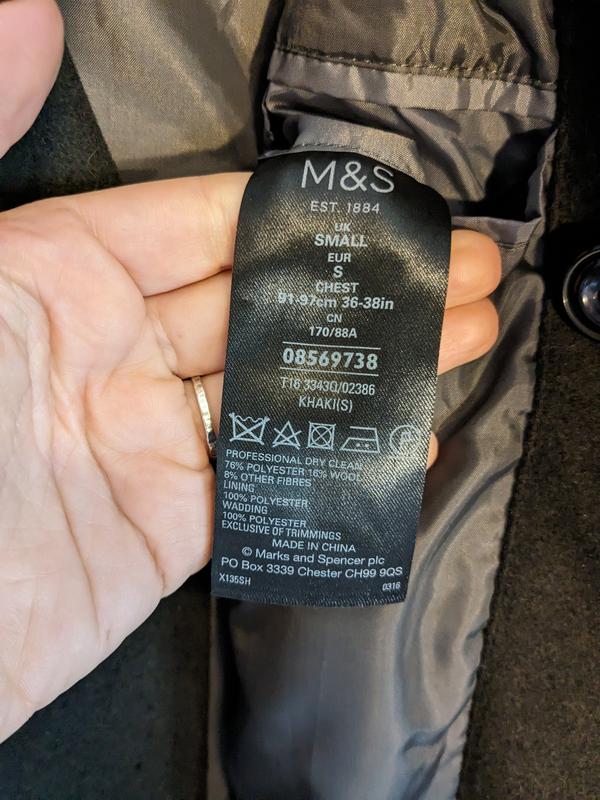 M&S
EST. 1884
UK
SMALL
EUR
S
CHEST
91-97cm 36-38in
CN
170/88A
08569738
T16 3343Q/02386
KHAKI(S)
P
PROFESSIONAL DRY CLEAN
76% POLYESTER 16% WOOL
8% OTHER FIBRES
LINING
100% POLYESTER
WADDING
100% POLYESTER
EXCLUSIVE OF TRIMMINGS
MADE IN CHINA
© Marks and Spencer plc
PO Box 3339 Chester CH99 9QS
X135SH 0316